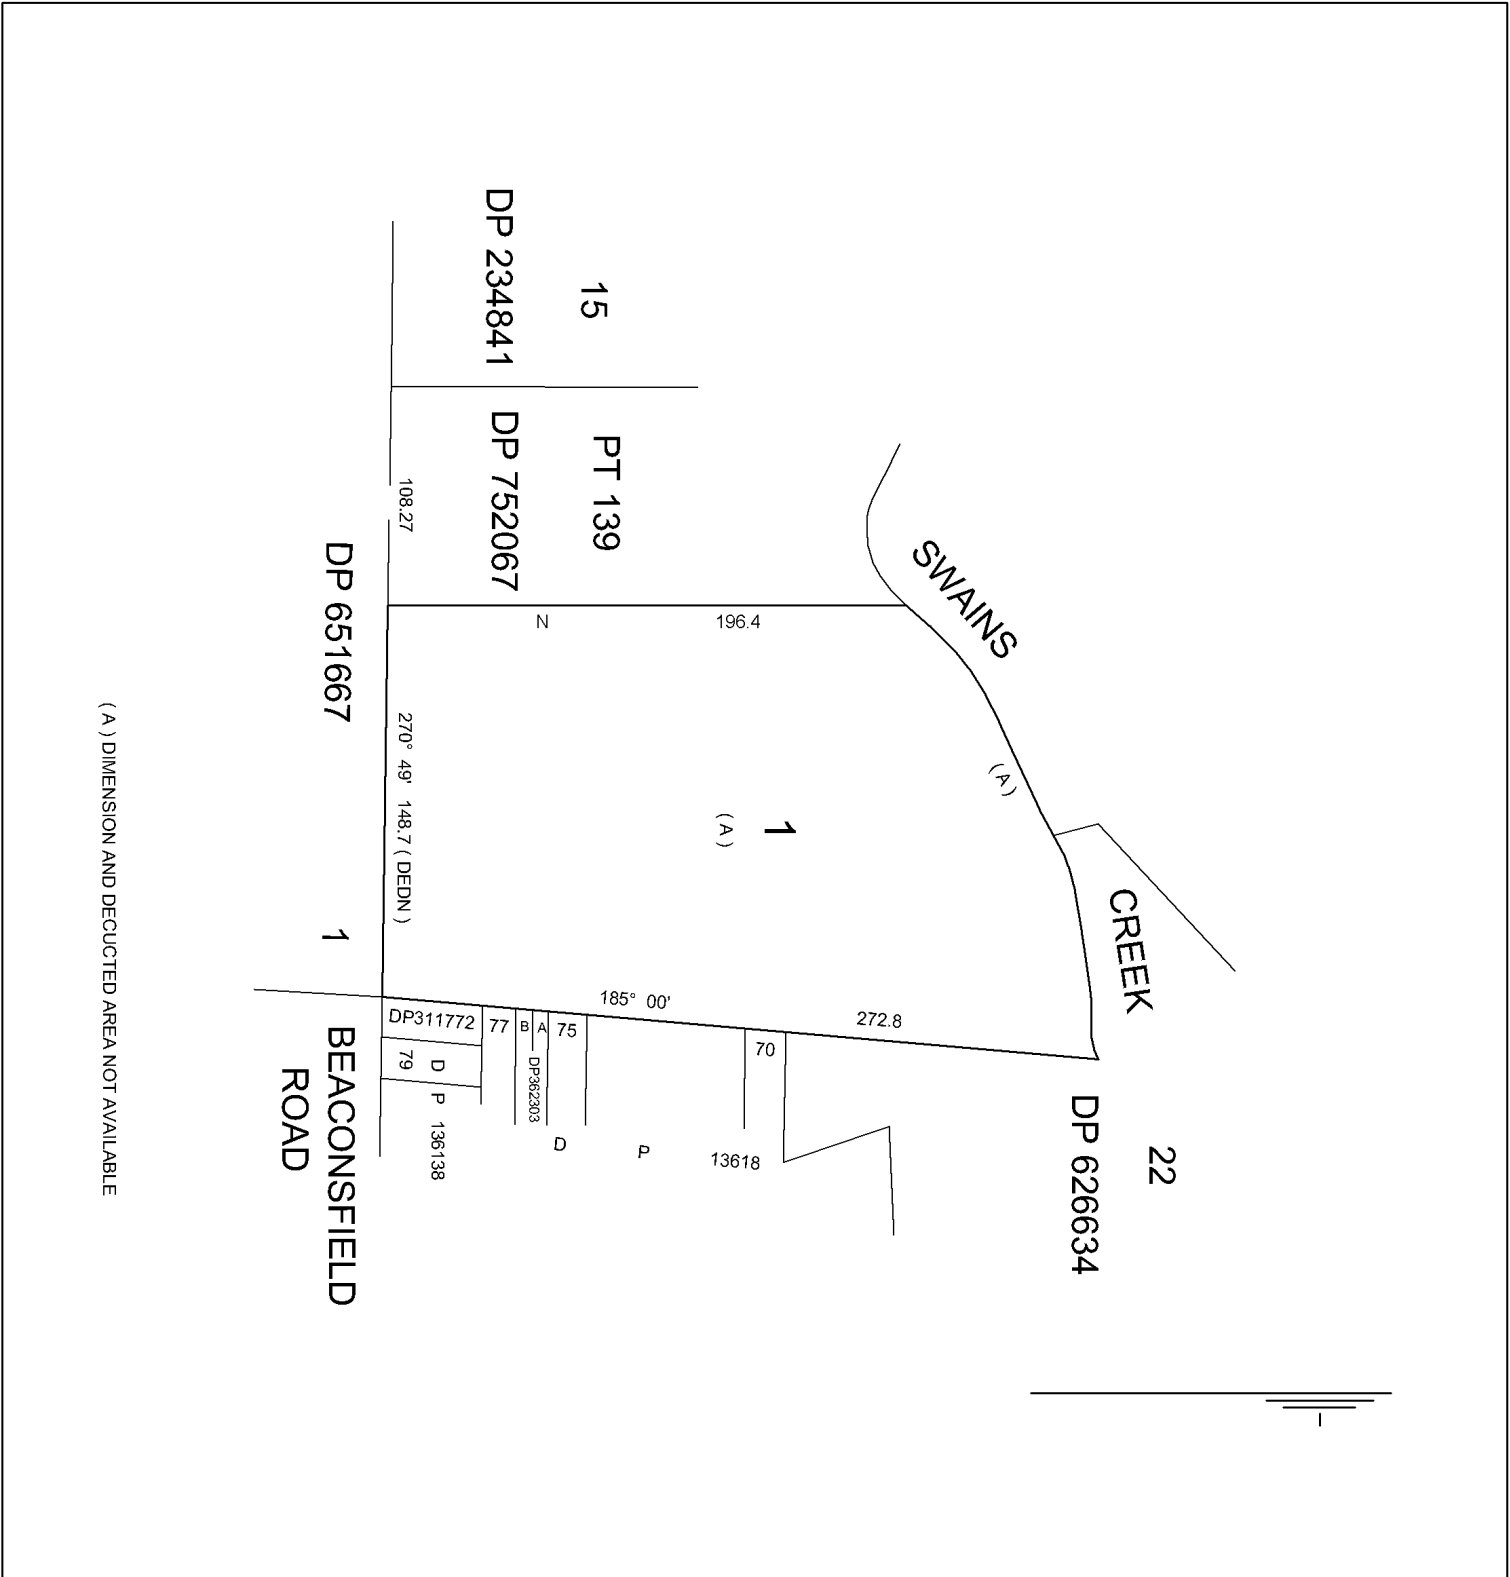 15
DP 234841
PT 139
DP 752067
108.27
SWAINS
CREEK
N
196.4
DP 651667
270° 49' 148.7 ( DEDN )
1
( A )
( A )
1
185° 00'
272.8
22
DP 626634
DP311772
77
B
A
75
70
DP362303
79
D P 136138
D P 13618
BEACONSFIELD
ROAD
( A ) DIMENSION AND DECUCTED AREA NOT AVAILABLE